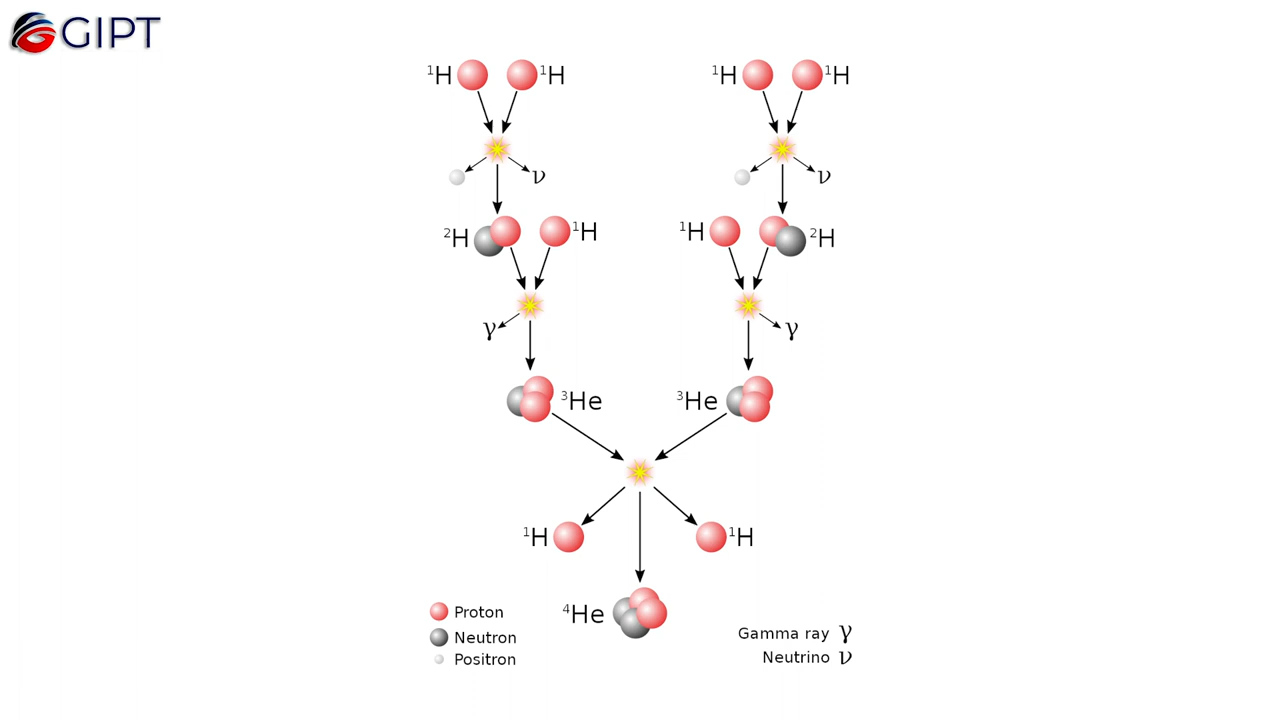 GIPT
¹H ¹H ¹H ¹H
ν ν
²H ¹H ¹H ²H
γ γ
³He ³He
¹H ¹H
⁴He
Proton
Neutron
Positron
Gamma ray γ
Neutrino ν